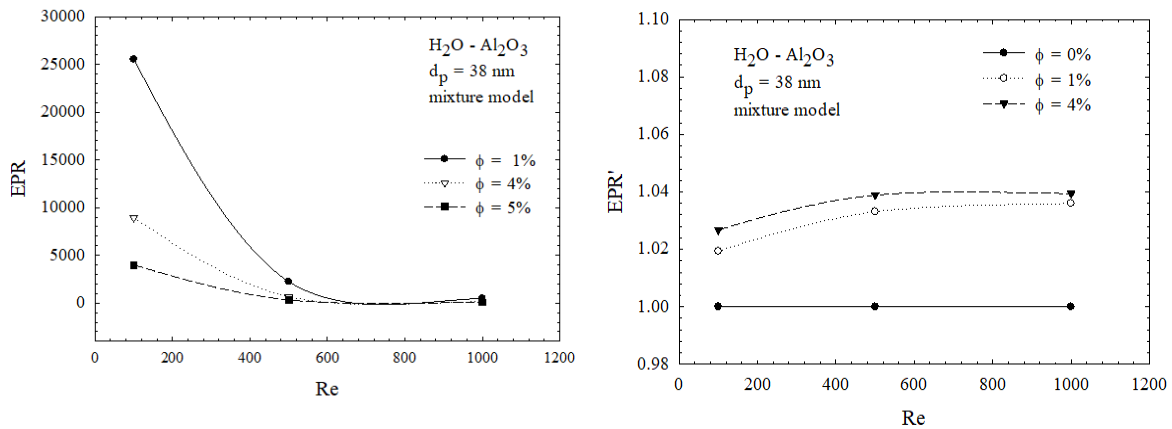 30000
25000
20000
15000
10000
5000
0
EPR
H₂O - Al₂O₃
dₚ = 38 nm
mixture model
ϕ = 1%
ϕ = 4%
ϕ = 5%
0 200 400 600 800 1000 1200
Re
1.10
1.08
1.06
1.04
1.02
1.00
0.98
EPR'
H₂O - Al₂O₃
dₚ = 38 nm
mixture model
ϕ = 0%
ϕ = 1%
ϕ = 4%
0 200 400 600 800 1000 1200
Re